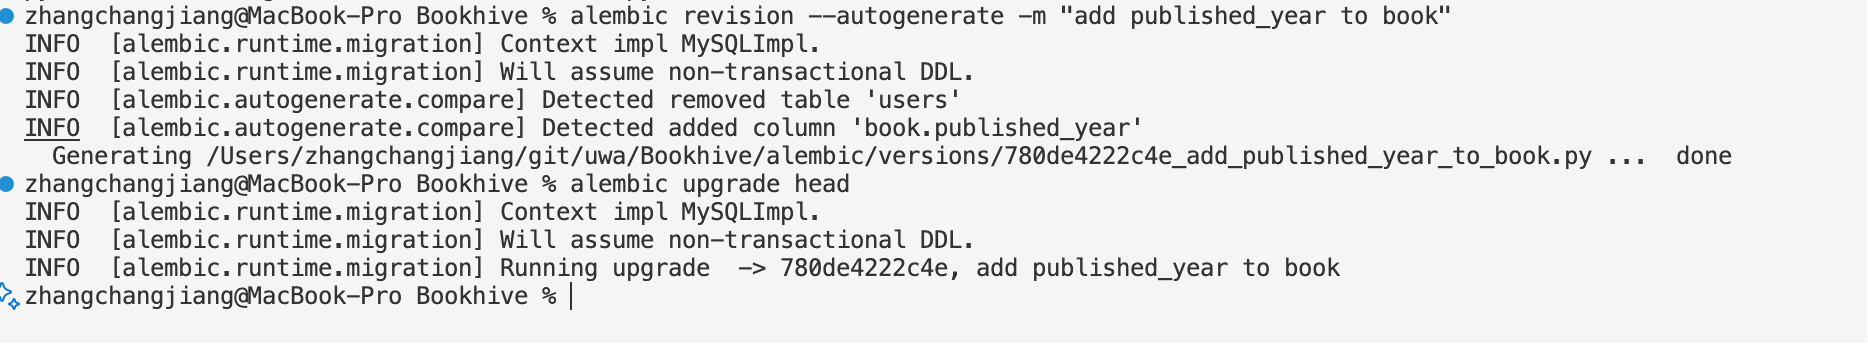 zhangchangjiang@MacBook-Pro Bookhive % alembic revision --autogenerate -m "add published_year to book"
INFO  [alembic.runtime.migration] Context impl MySQLImpl.
INFO  [alembic.runtime.migration] Will assume non-transactional DDL.
INFO  [alembic.autogenerate.compare] Detected removed table 'users'
INFO  [alembic.autogenerate.compare] Detected added column 'book.published_year'
  Generating /Users/zhangchangjiang/git/uwa/Bookhive/alembic/versions/780de4222c4e_add_published_year_to_book.py ...  done
zhangchangjiang@MacBook-Pro Bookhive % alembic upgrade head
INFO  [alembic.runtime.migration] Context impl MySQLImpl.
INFO  [alembic.runtime.migration] Will assume non-transactional DDL.
INFO  [alembic.runtime.migration] Running upgrade  -> 780de4222c4e, add published_year to book
zhangchangjiang@MacBook-Pro Bookhive %